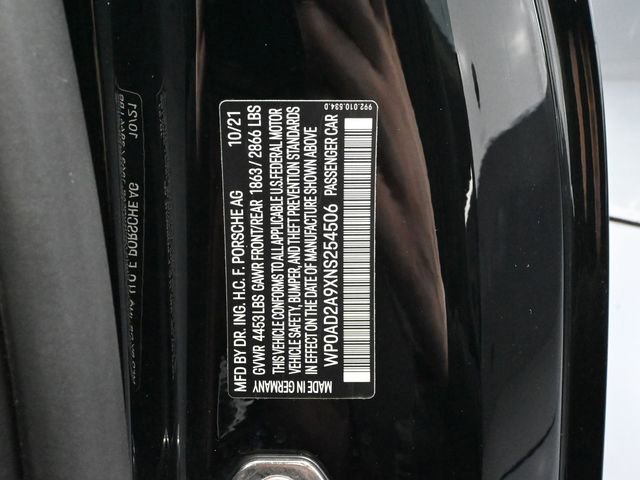 MFD BY DR. ING. H.C. F. PORSCHE AG 10/21
GVWR 4453 LBS GAWR FRONT/REAR 1863 / 2866 LBS
THIS VEHICLE CONFORMS TO ALL APPLICABLE U.S. FEDERAL MOTOR
VEHICLE SAFETY, BUMPER, AND THEFT PREVENTION STANDARDS
IN EFFECT ON THE DATE OF MANUFACTURE SHOWN ABOVE
WP0AD2A9XNS254506 PASSENGER CAR
MADE IN GERMANY
992.010.534.0